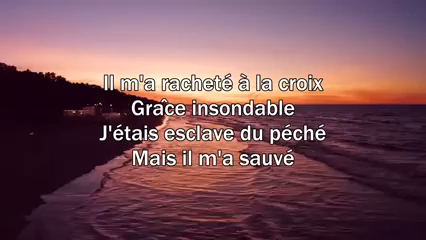 Il m'a racheté à la croix
Grâce insondable
J'étais esclave du péché
Mais il m'a sauvé